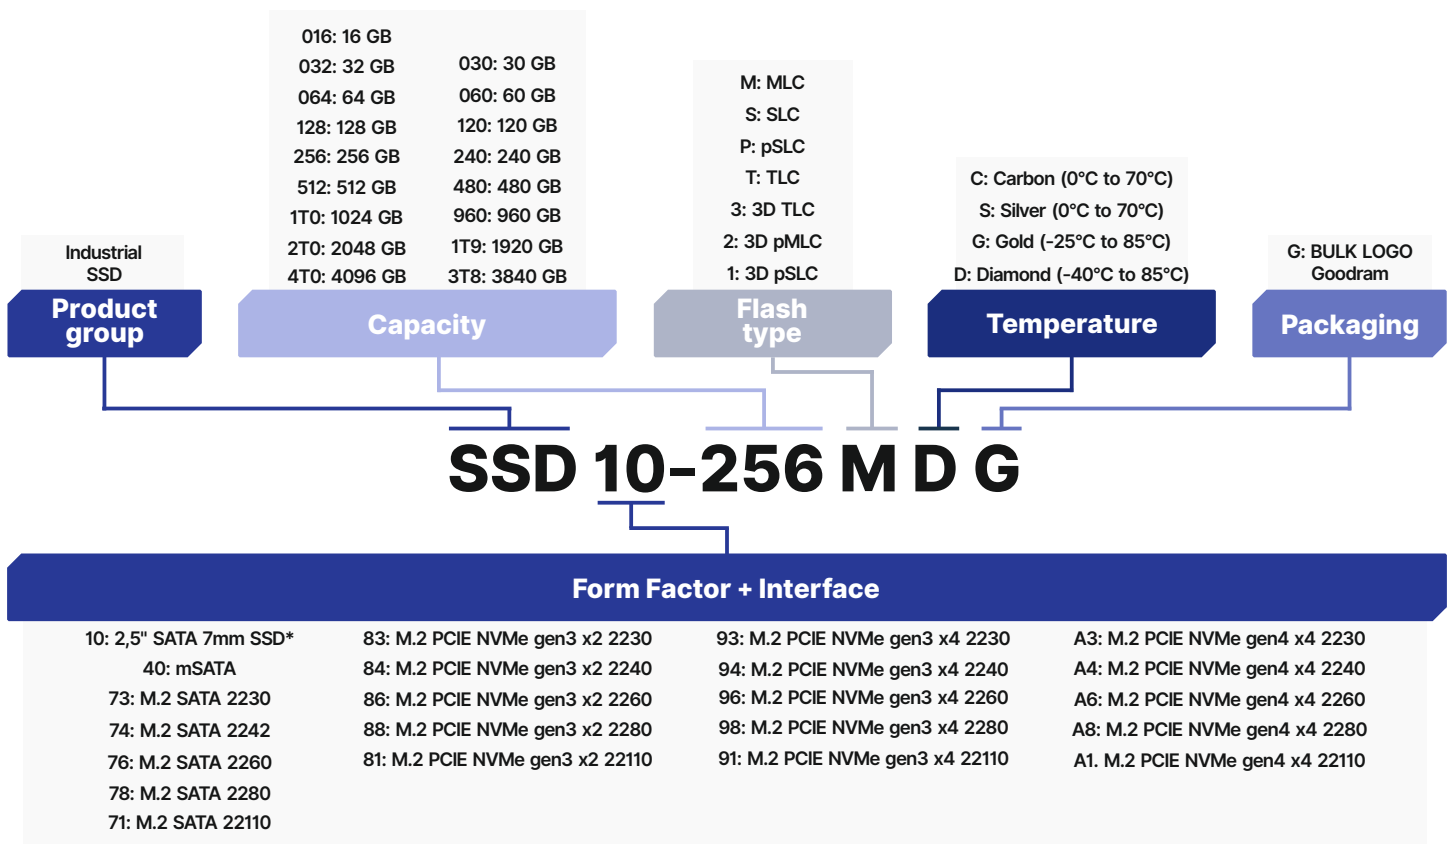 Industrial
SSD
Product
group
016: 16 GB
032: 32 GB
064: 64 GB
128: 128 GB
256: 256 GB
512: 512 GB
1T0: 1024 GB
2T0: 2048 GB
4T0: 4096 GB
030: 30 GB
060: 60 GB
120: 120 GB
240: 240 GB
480: 480 GB
960: 960 GB
1T9: 1920 GB
3T8: 3840 GB
Capacity
M: MLC
S: SLC
P: pSLC
T: TLC
3: 3D TLC
2: 3D pMLC
1: 3D pSLC
Flash
type
C: Carbon (0°C to 70°C)
S: Silver (0°C to 70°C)
G: Gold (-25°C to 85°C)
D: Diamond (-40°C to 85°C)
Temperature
G: BULK LOGO
Goodram
Packaging
SSD 10-256 M D G
Form Factor + Interface
10: 2,5" SATA 7mm SSD*
40: mSATA
73: M.2 SATA 2230
74: M.2 SATA 2242
76: M.2 SATA 2260
78: M.2 SATA 2280
71: M.2 SATA 22110
83: M.2 PCIE NVMe gen3 x2 2230
84: M.2 PCIE NVMe gen3 x2 2240
86: M.2 PCIE NVMe gen3 x2 2260
88: M.2 PCIE NVMe gen3 x2 2280
81: M.2 PCIE NVMe gen3 x2 22110
93: M.2 PCIE NVMe gen3 x4 2230
94: M.2 PCIE NVMe gen3 x4 2240
96: M.2 PCIE NVMe gen3 x4 2260
98: M.2 PCIE NVMe gen3 x4 2280
91: M.2 PCIE NVMe gen3 x4 22110
A3: M.2 PCIE NVMe gen4 x4 2230
A4: M.2 PCIE NVMe gen4 x4 2240
A6: M.2 PCIE NVMe gen4 x4 2260
A8: M.2 PCIE NVMe gen4 x4 2280
A1. M.2 PCIE NVMe gen4 x4 22110